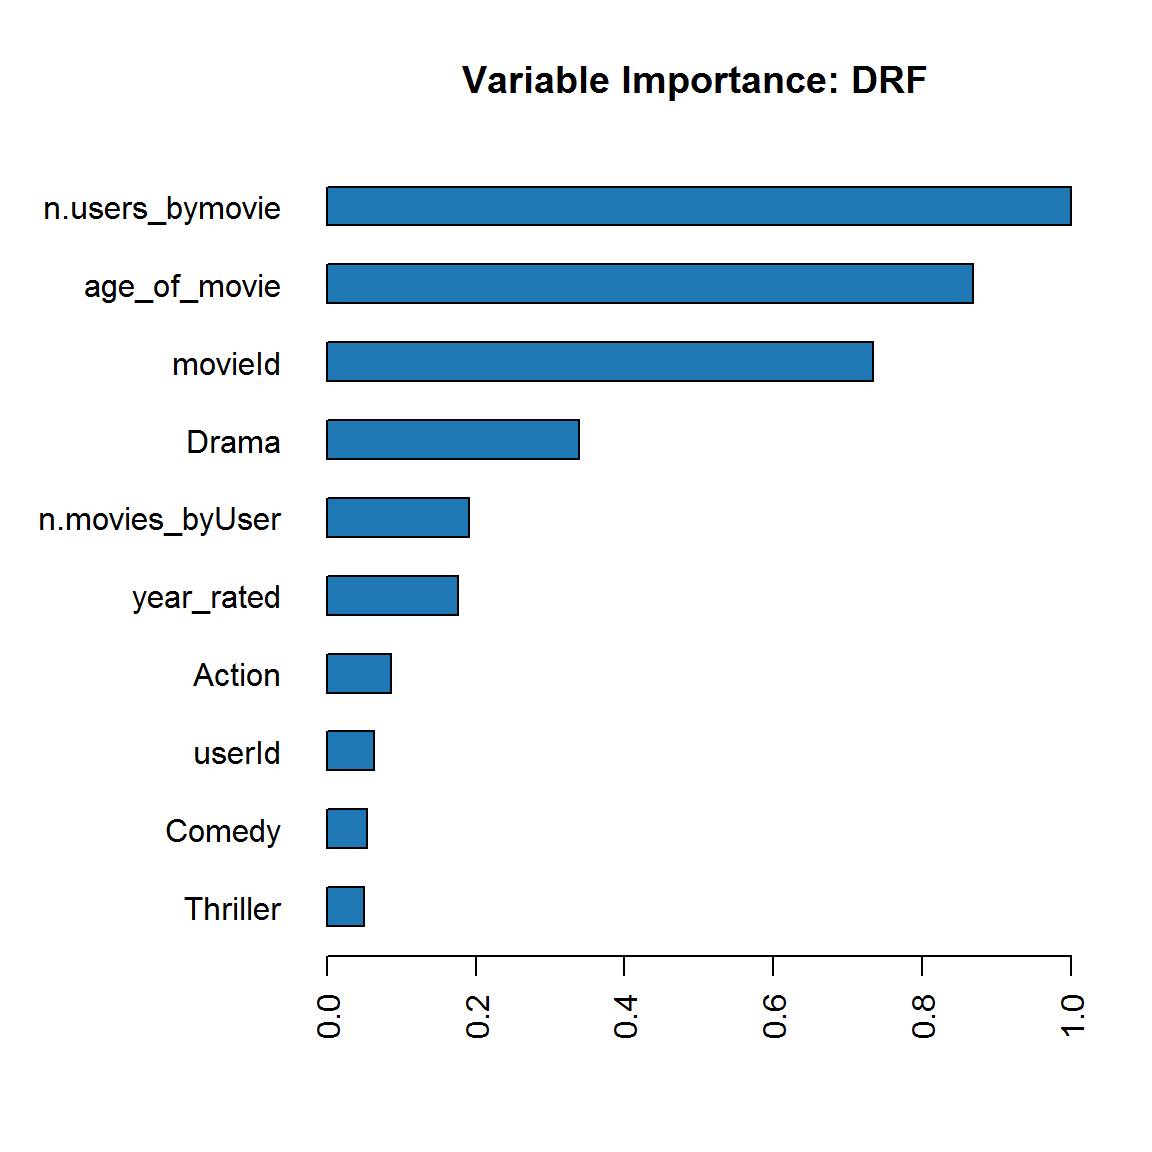 Variable Importance: DRF
n.users_bymovie
age_of_movie
movieId
Drama
n.movies_byUser
year_rated
Action
userId
Comedy
Thriller
0.0 0.2 0.4 0.6 0.8 1.0